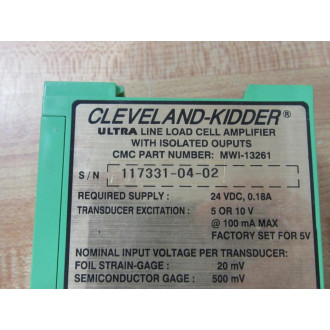 CLEVELAND-KIDDER®
ULTRA LINE LOAD CELL AMPLIFIER
WITH ISOLATED OUPUTS
CMC PART NUMBER: MWI-13261
S/N 117331-04-02
REQUIRED SUPPLY : 24 VDC, 0.18A
TRANSDUCER EXCITATION : 5 OR 10 V
@ 100 mA MAX
FACTORY SET FOR 5V
NOMINAL INPUT VOLTAGE PER TRANSDUCER:
FOIL STRAIN-GAGE : 20 mV
SEMICONDUCTOR GAGE : 500 mV